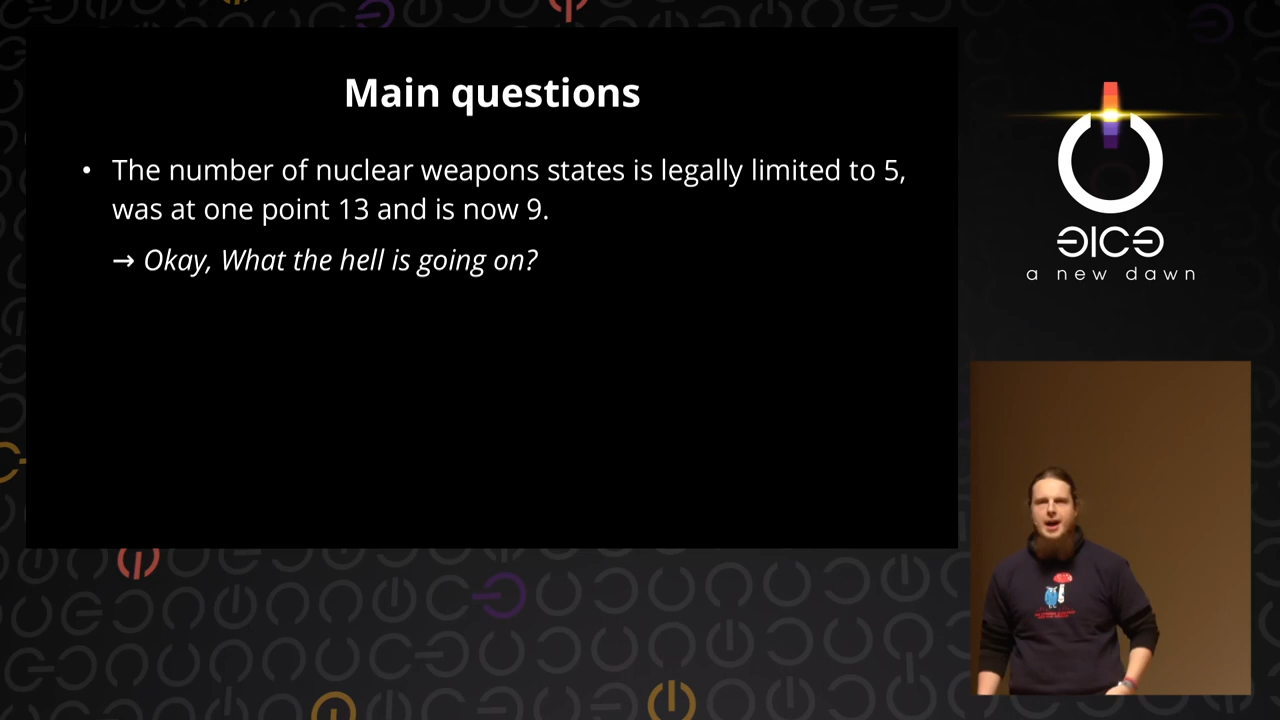 Main questions
• The number of nuclear weapons states is legally limited to 5,
was at one point 13 and is now 9.
→ Okay, What the hell is going on?
a new dawn